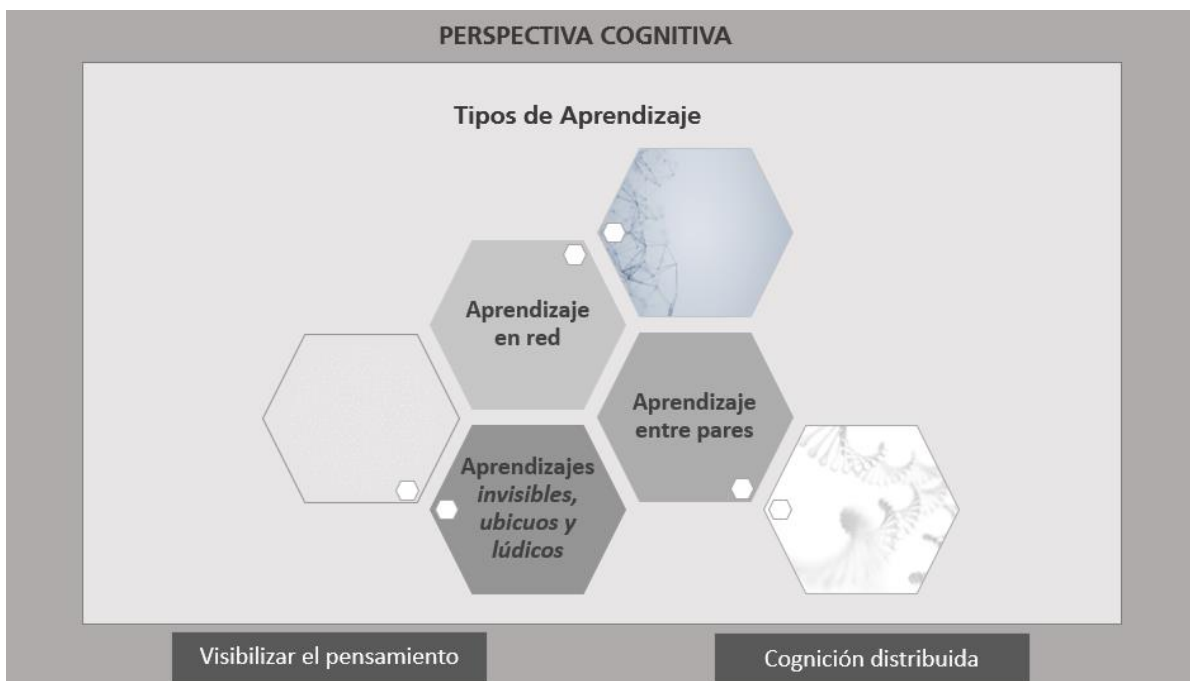 PERSPECTIVA COGNITIVA
Tipos de Aprendizaje
Aprendizaje
en red
Aprendizaje
entre pares
Aprendizajes
invisibles,
ubicuos y
lúdicos
Visibilizar el pensamiento
Cognición distribuida